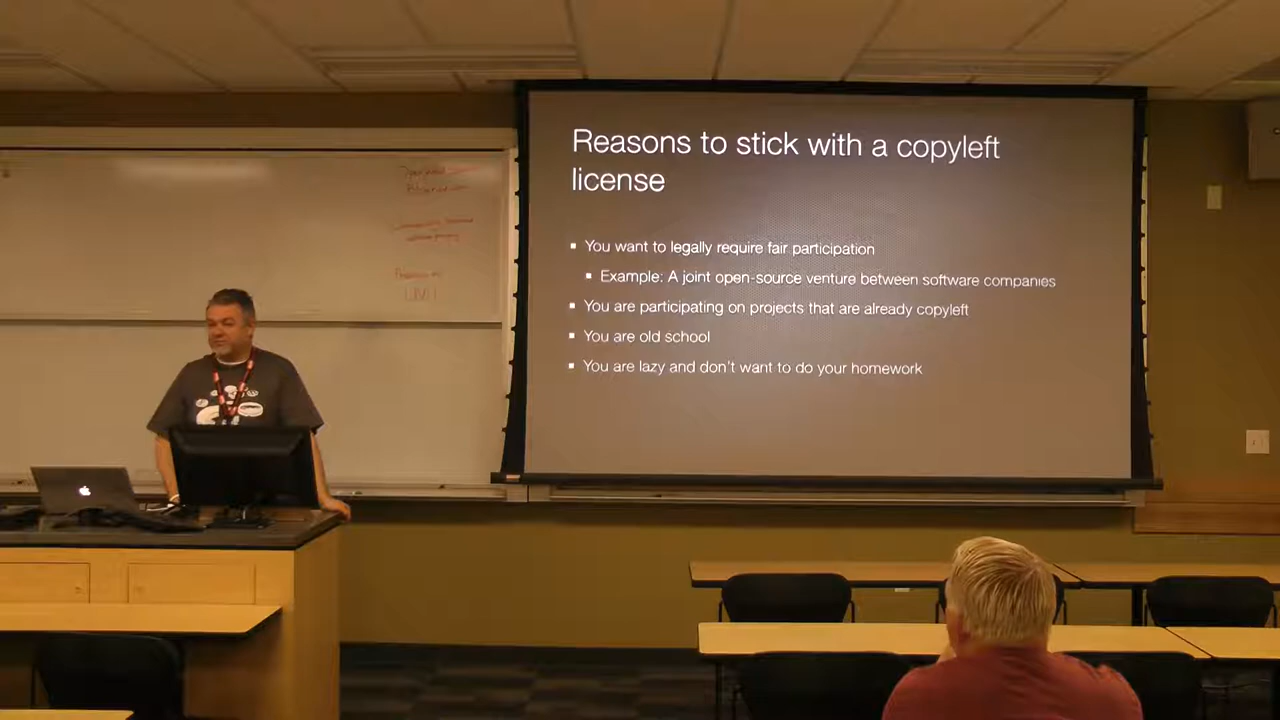 Reasons to stick with a copyleft
license
You want to legally require fair participation
Example: A joint open-source venture between software companies
You are participating on projects that are already copyleft
You are old school
You are lazy and don't want to do your homework